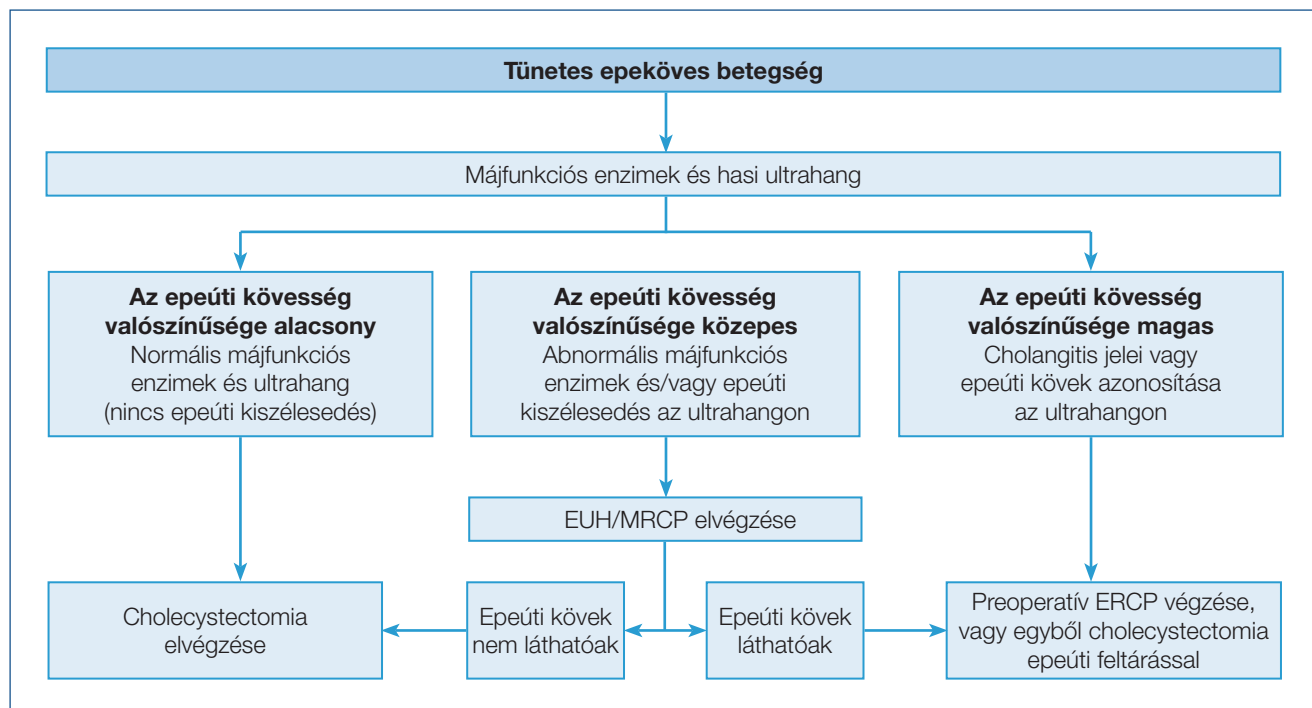 Tünetes epeköves betegség
Májfunkciós enzimek és hasi ultrahang
Az epeúti kövesség
valószínűsége alacsony
Normális májfunkciós
enzimek és ultrahang
(nincs epeúti kiszélesedés)
Az epeúti kövesség
valószínűsége közepes
Abnormális májfunkciós
enzimek és/vagy epeúti
kiszélesedés az ultrahangon
Az epeúti kövesség
valószínűsége magas
Cholangitis jelei vagy
epeúti kövek azonosítása
az ultrahangon
EUH/MRCP elvégzése
Cholecystectomia
elvégzése
Epeúti kövek
nem láthatóak
Epeúti kövek
láthatóak
Preoperatív ERCP végzése,
vagy egyből cholecystectomia
epeúti feltárással